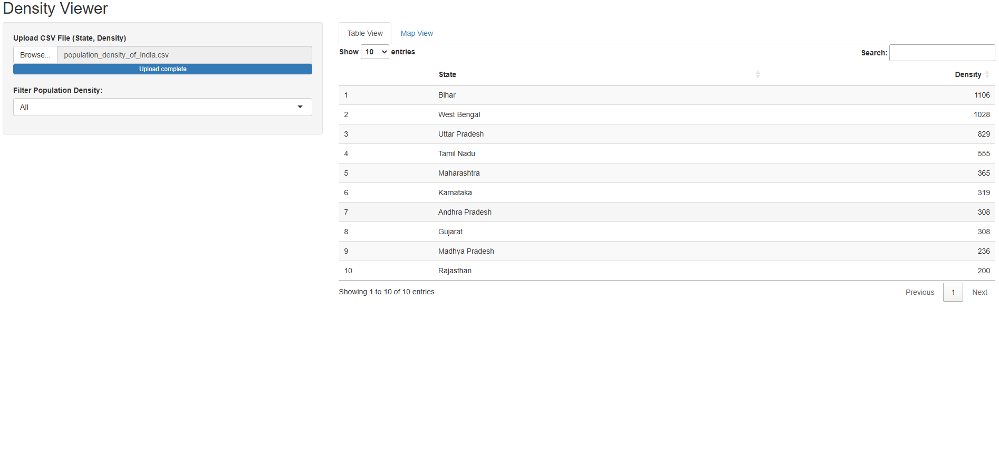 Density Viewer
Upload CSV File (State, Density)
Browse... population_density_of_india.csv
Upload complete
Filter Population Density:
All
Table View Map View
Show 10 entries Search:
State Density
1 Bihar 1106
2 West Bengal 1028
3 Uttar Pradesh 829
4 Tamil Nadu 555
5 Maharashtra 365
6 Karnataka 319
7 Andhra Pradesh 308
8 Gujarat 308
9 Madhya Pradesh 236
10 Rajasthan 200
Showing 1 to 10 of 10 entries Previous 1 Next